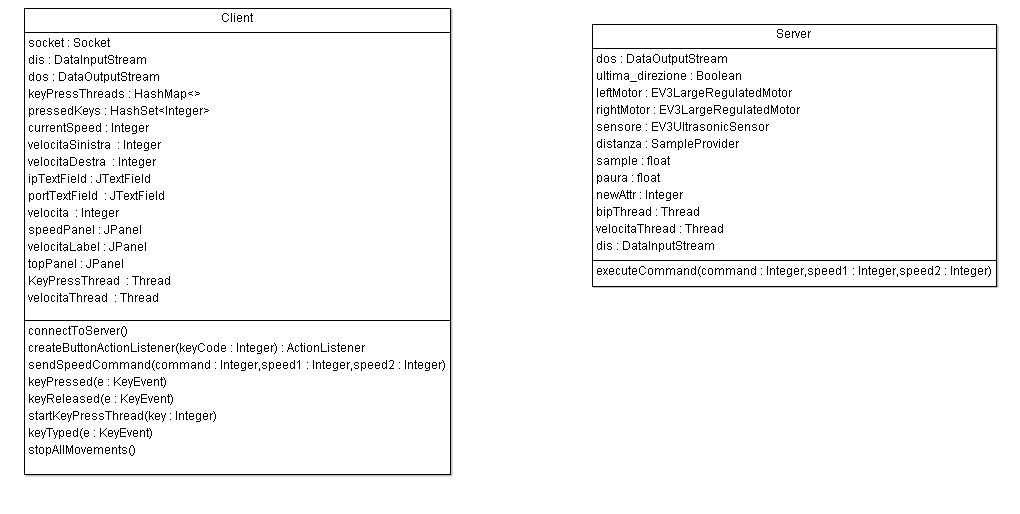 Client
socket : Socket
dis : DataInputStream
dos : DataOutputStream
keyPressThreads : HashMap<>
pressedKeys : HashSet<Integer>
currentSpeed : Integer
velocitaSinistra : Integer
velocitaDestra : Integer
ipTextField : JTextField
portTextField : JTextField
velocita : Integer
speedPanel : JPanel
velocitaLabel : JPanel
topPanel : JPanel
KeyPressThread : Thread
velocitaThread : Thread
connectToServer()
createButtonActionListener(keyCode : Integer) : ActionListener
sendSpeedCommand(command : Integer,speed1 : Integer,speed2 : Integer)
keyPressed(e : KeyEvent)
keyReleased(e : KeyEvent)
startKeyPressThread(key : Integer)
keyTyped(e : KeyEvent)
stopAllMovements()
Server
dos : DataOutputStream
ultima_direzione : Boolean
leftMotor : EV3LargeRegulatedMotor
rightMotor : EV3LargeRegulatedMotor
sensore : EV3UltrasonicSensor
distanza : SampleProvider
sample : float
paura : float
newAttr : Integer
bipThread : Thread
velocitaThread : Thread
dis : DataInputStream
executeCommand(command : Integer,speed1 : Integer,speed2 : Integer)